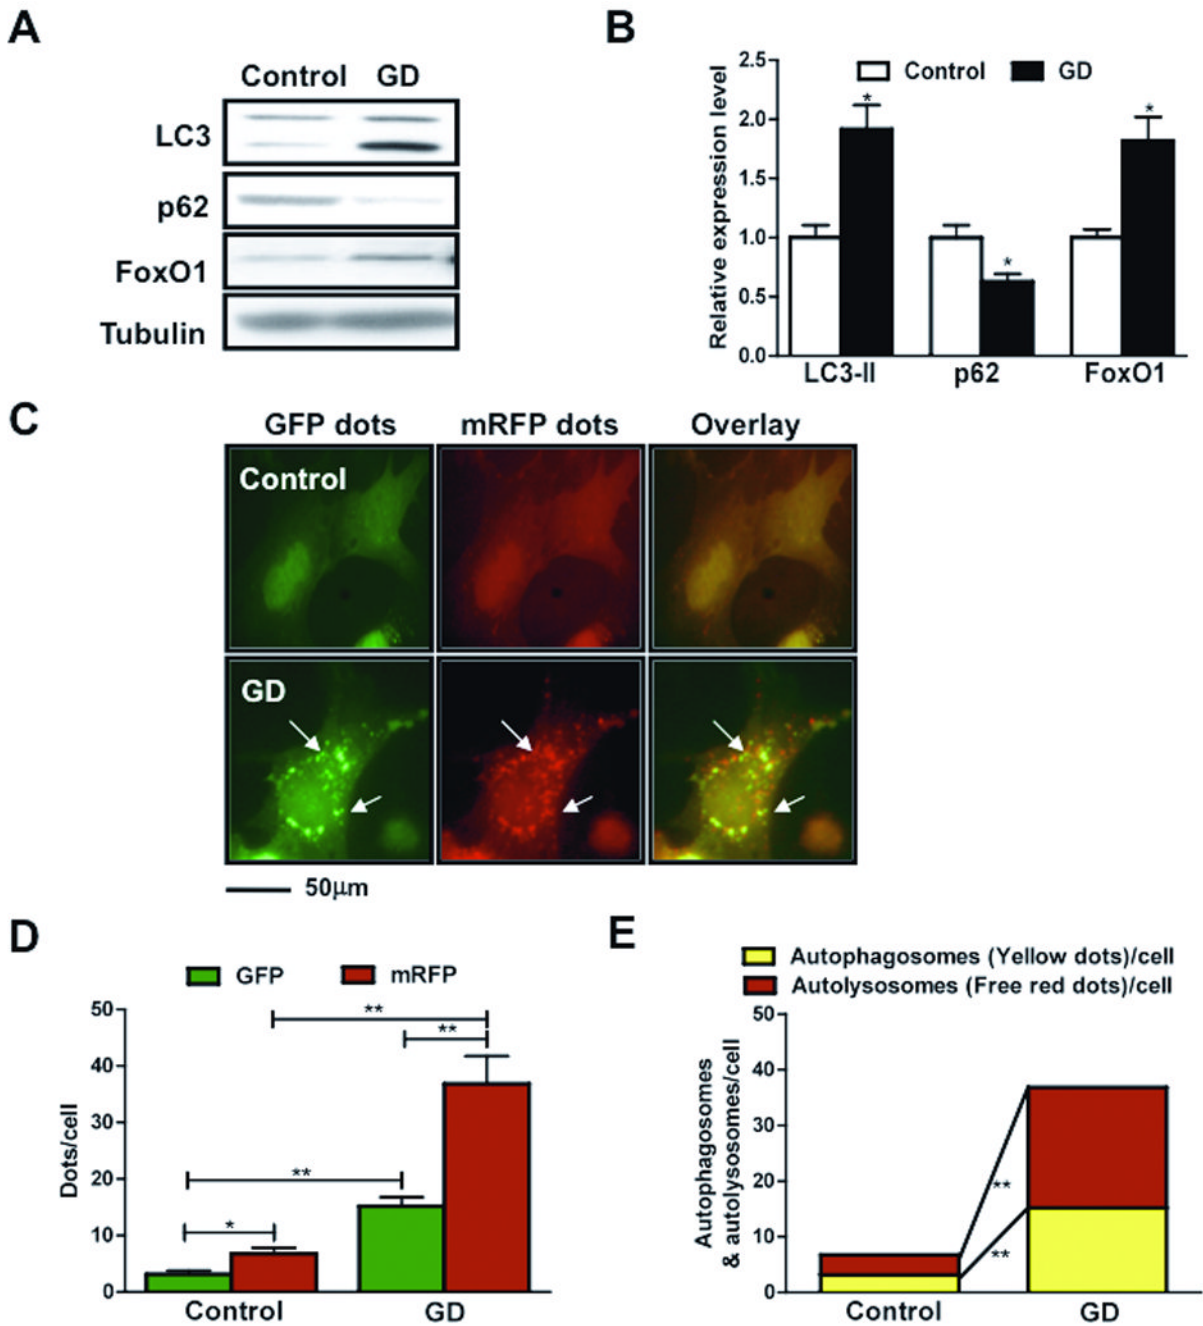 A
Control GD
LC3
p62
FoxO1
Tubulin
B
Control GD
Relative expression level
2.5
2.0
1.5
1.0
0.5
0.0
*
*
*
LC3-II p62 FoxO1
C
GFP dots mRFP dots Overlay
Control
GD
50μm
D
GFP mRFP
Dots/cell
50
40
30
20
10
0
**
**
**
*
Control GD
E
Autophagosomes (Yellow dots)/cell
Autolysosomes (Free red dots)/cell
Autophagosomes
& autolysosomes/cell
50
40
30
20
10
0
**
**
Control GD